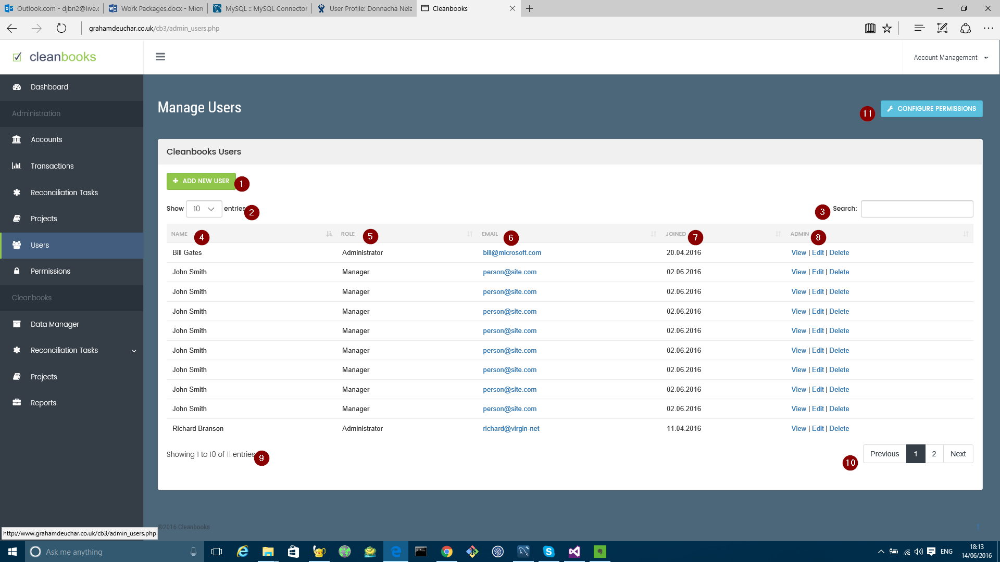 Outlook.com - djbn2@live.c
Work Packages.docx - Micro
MySQL :: MySQL Connector
User Profile: Donnacha Nela
Cleanbooks
grahamdeuchar.co.uk/cb3/admin_users.php
cleanbooks
Account Management
Dashboard
Administration
Accounts
Transactions
Reconciliation Tasks
Projects
Users
Permissions
Cleanbooks
Data Manager
Reconciliation Tasks
Projects
Reports
Manage Users
11 CONFIGURE PERMISSIONS
Cleanbooks Users
ADD NEW USER 1
Show 10 entries 2
3 Search:
NAME 4 ROLE 5 EMAIL 6 JOINED 7 ADMIN 8
Bill Gates Administrator bill@microsoft.com 20.04.2016 View | Edit | Delete
John Smith Manager person@site.com 02.06.2016 View | Edit | Delete
John Smith Manager person@site.com 02.06.2016 View | Edit | Delete
John Smith Manager person@site.com 02.06.2016 View | Edit | Delete
John Smith Manager person@site.com 02.06.2016 View | Edit | Delete
John Smith Manager person@site.com 02.06.2016 View | Edit | Delete
John Smith Manager person@site.com 02.06.2016 View | Edit | Delete
John Smith Manager person@site.com 02.06.2016 View | Edit | Delete
John Smith Manager person@site.com 02.06.2016 View | Edit | Delete
Richard Branson Administrator richard@virgin-net 11.04.2016 View | Edit | Delete
Showing 1 to 10 of 11 entries 9
10 Previous 1 2 Next
©2016 Cleanbooks
http://www.grahamdeuchar.co.uk/cb3/admin_users.php
Ask me anything
ENG
18:13
14/06/2016